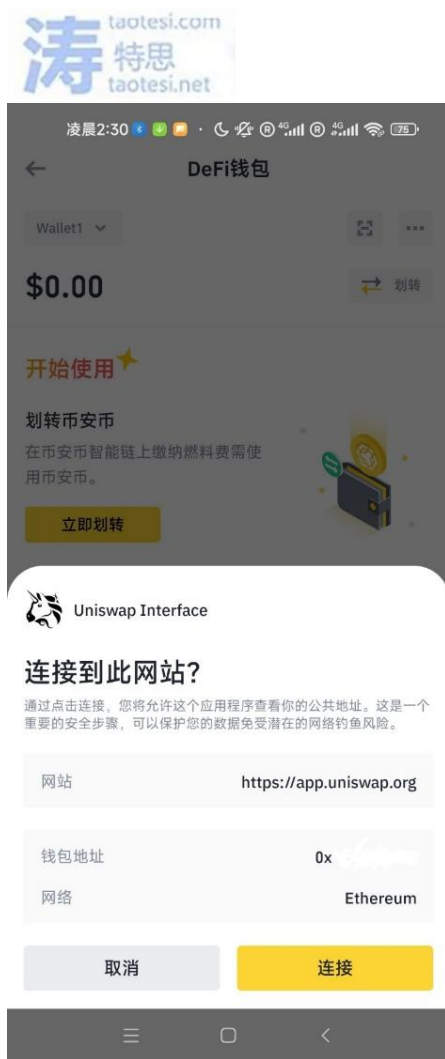 涛 taotesi.com
特思
taotesi.net
凌晨2:30 75
DeFi钱包
Wallet1
$0.00 划转
开始使用
划转币安币
在币安币智能链上缴纳燃料费需使
用币安币。
立即划转
Uniswap Interface
连接到此网站?
通过点击连接，您将允许这个应用程序查看你的公共地址。这是一个
重要的安全步骤，可以保护您的数据免受潜在的网络钓鱼风险。
网站 https://app.uniswap.org
钱包地址 0x
网络 Ethereum
取消 连接